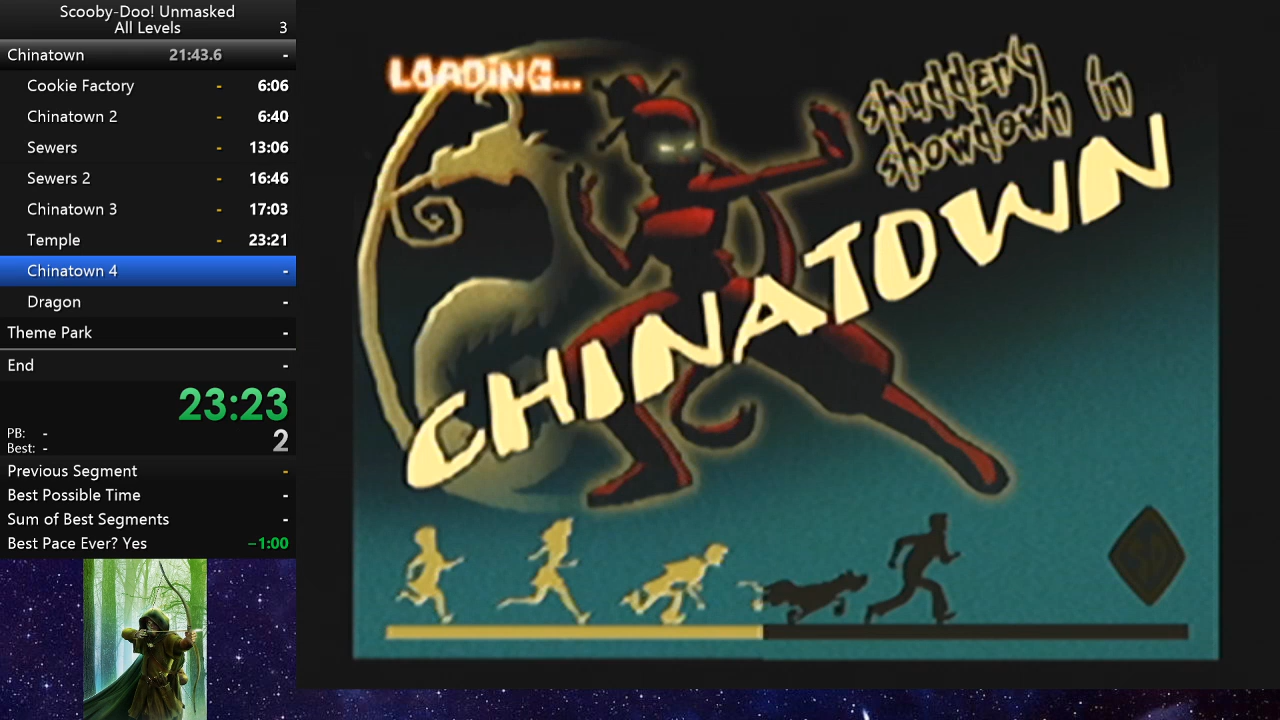 Scooby-Doo! Unmasked
All Levels 3
Chinatown 21:43.6 -
Cookie Factory - 6:06
Chinatown 2 - 6:40
Sewers - 13:06
Sewers 2 - 16:46
Chinatown 3 - 17:03
Temple - 23:21
Chinatown 4 -
Dragon -
Theme Park -
End -
23:23
PB: -
Best: - 2
Previous Segment -
Best Possible Time -
Sum of Best Segments -
Best Pace Ever? Yes −1:00
LOADING...
shuddery
showdown in
CHINATOWN